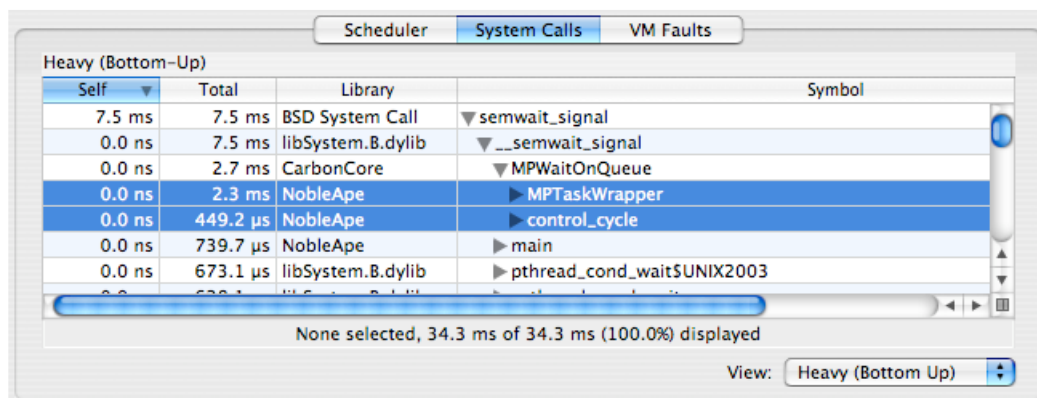 Scheduler System Calls VM Faults
Heavy (Bottom-Up)
Self Total Library Symbol
7.5 ms 7.5 ms BSD System Call semwait_signal
0.0 ns 7.5 ms libSystem.B.dylib __semwait_signal
0.0 ns 2.7 ms CarbonCore MPWaitOnQueue
0.0 ns 2.3 ms NobleApe MPTaskWrapper
0.0 ns 449.2 µs NobleApe control_cycle
0.0 ns 739.7 µs NobleApe main
0.0 ns 673.1 µs libSystem.B.dylib pthread_cond_wait$UNIX2003
None selected, 34.3 ms of 34.3 ms (100.0%) displayed
View: Heavy (Bottom Up)